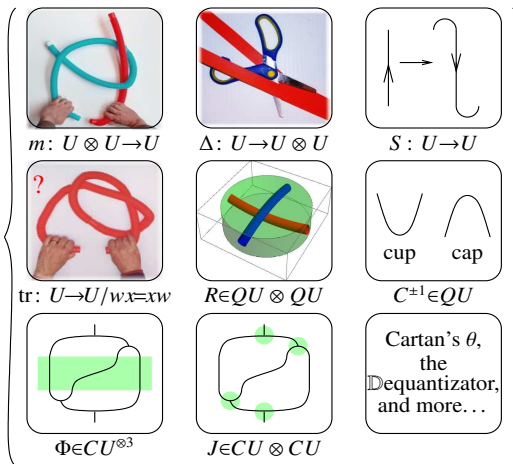 m: U ⊗ U→U
Δ: U→U ⊗ U
S: U→U
?
cup cap
tr: U→U/wx=xw
R∈QU ⊗ QU
C^{±1}∈QU
Cartan's θ,
the
𝔻equantizator,
and more…
Φ∈CU^{⊗3}
J∈CU ⊗ CU